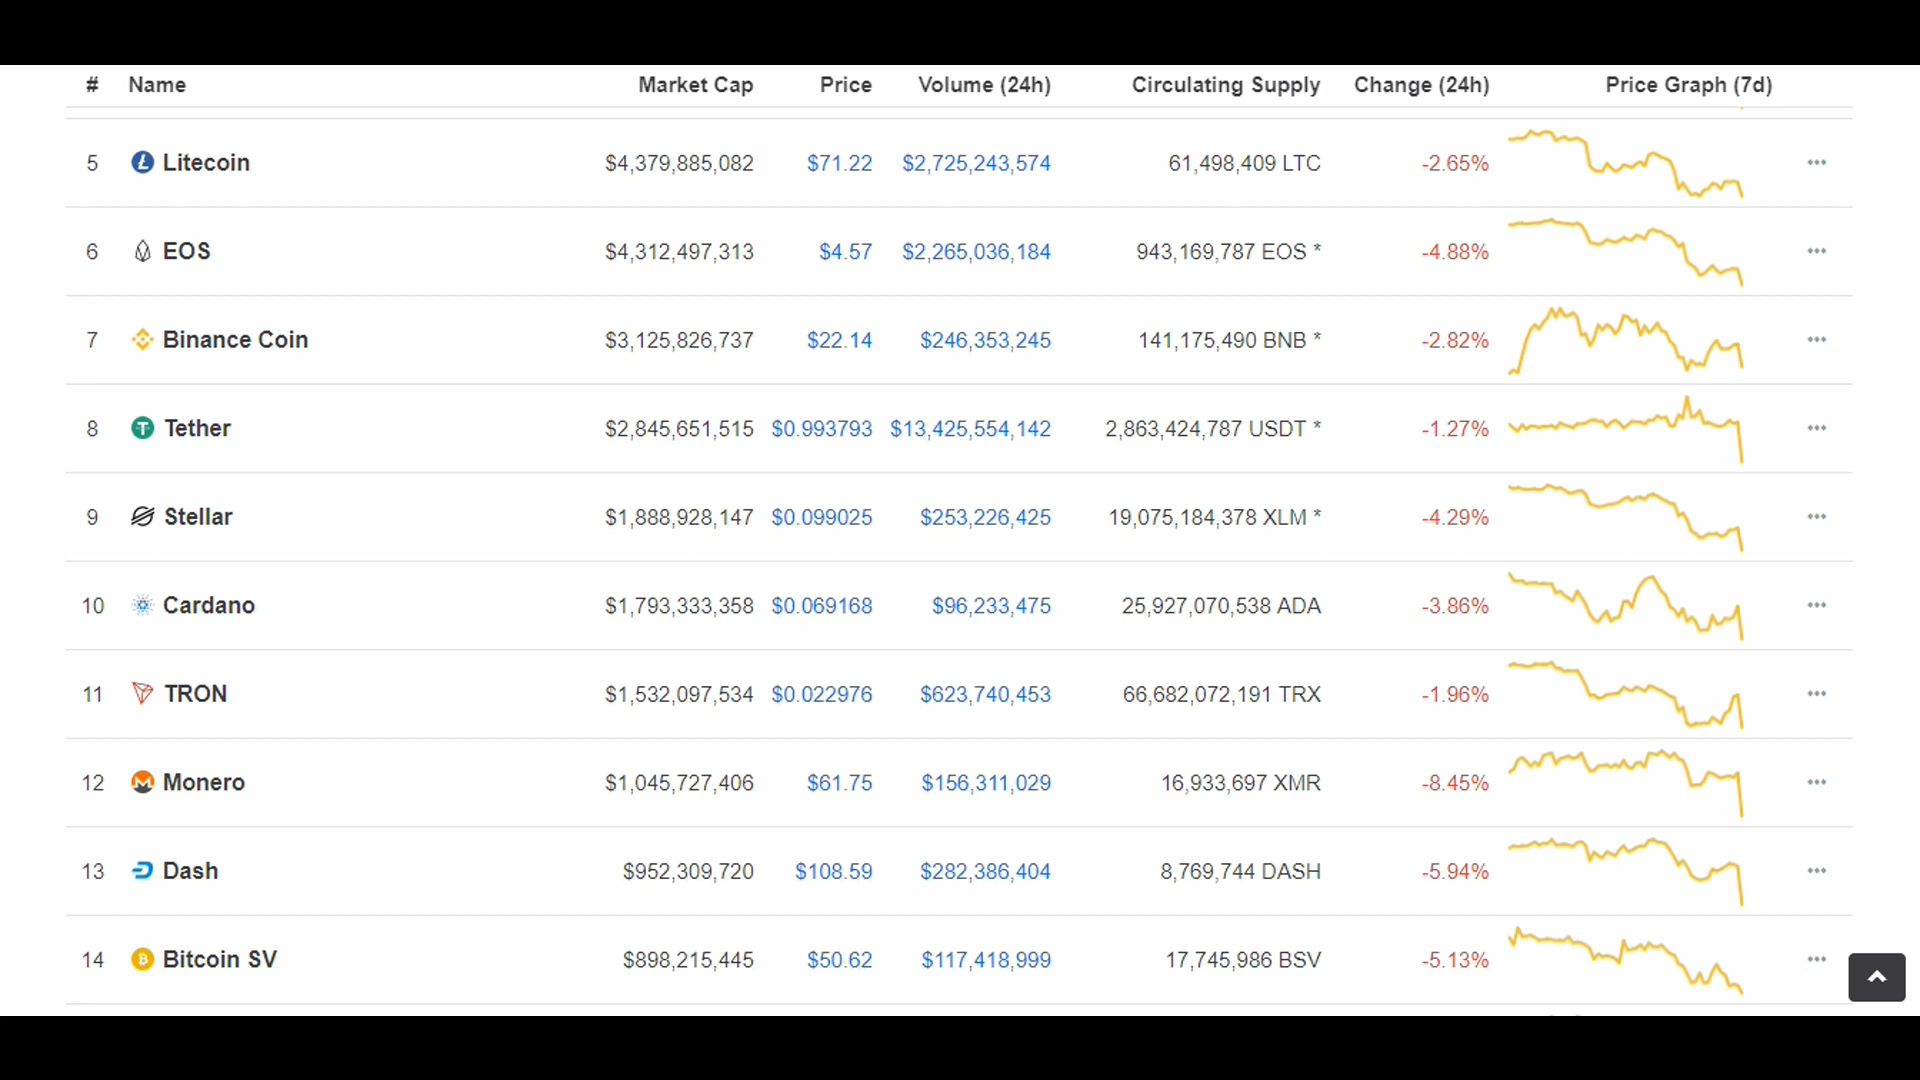 # Name Market Cap Price Volume (24h) Circulating Supply Change (24h) Price Graph (7d)
5 Litecoin $4,379,885,082 $71.22 $2,725,243,574 61,498,409 LTC -2.65%
6 EOS $4,312,497,313 $4.57 $2,265,036,184 943,169,787 EOS * -4.88%
7 Binance Coin $3,125,826,737 $22.14 $246,353,245 141,175,490 BNB * -2.82%
8 Tether $2,845,651,515 $0.993793 $13,425,554,142 2,863,424,787 USDT * -1.27%
9 Stellar $1,888,928,147 $0.099025 $253,226,425 19,075,184,378 XLM * -4.29%
10 Cardano $1,793,333,358 $0.069168 $96,233,475 25,927,070,538 ADA -3.86%
11 TRON $1,532,097,534 $0.022976 $623,740,453 66,682,072,191 TRX -1.96%
12 Monero $1,045,727,406 $61.75 $156,311,029 16,933,697 XMR -8.45%
13 Dash $952,309,720 $108.59 $282,386,404 8,769,744 DASH -5.94%
14 Bitcoin SV $898,215,445 $50.62 $117,418,999 17,745,986 BSV -5.13%